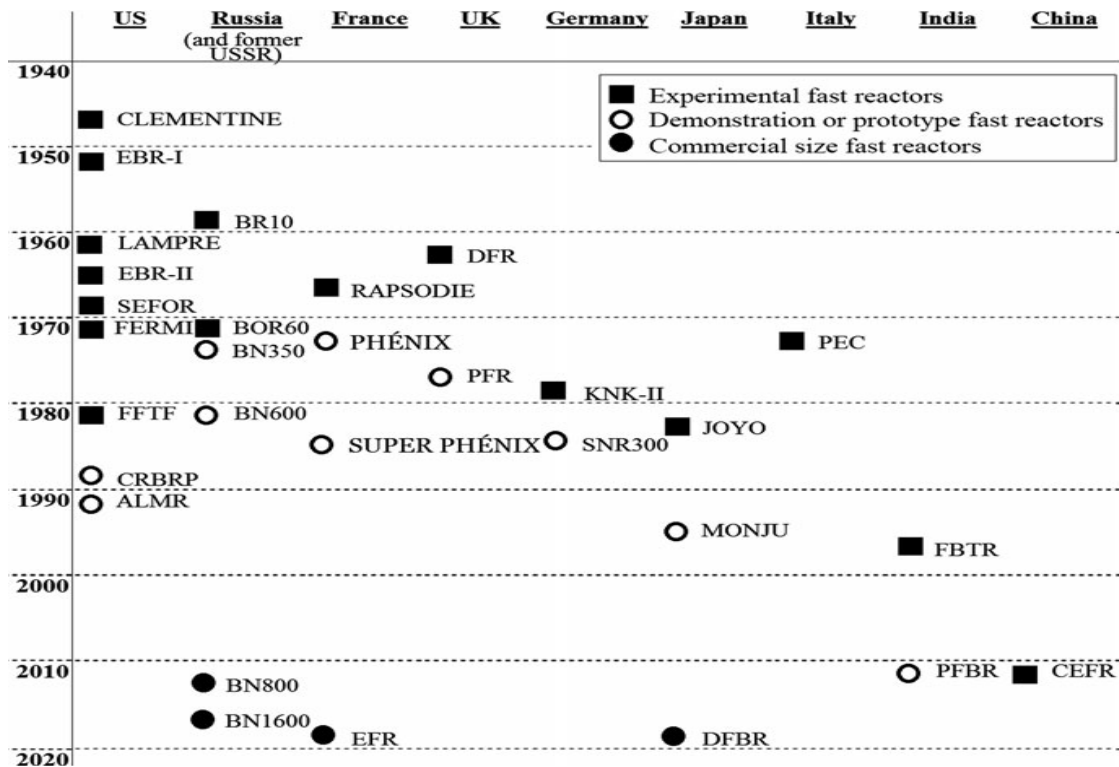 US Russia France UK Germany Japan Italy India China
(and former
USSR)
1940
Experimental fast reactors
CLEMENTINE Demonstration or prototype fast reactors
1950 Commercial size fast reactors
EBR-I
BR10
1960
LAMPRE
DFR
EBR-II
RAPSODIE
SEFOR
1970
FERMI BOR60
BN350 PHÉNIX PEC
PFR
KNK-II
1980
FFTF BN600 JOYO
SUPER PHÉNIX SNR300
CRBRP
1990
ALMR
MONJU
FBTR
2000
2010
PFBR CEFR
BN800
BN1600
EFR DFBR
2020